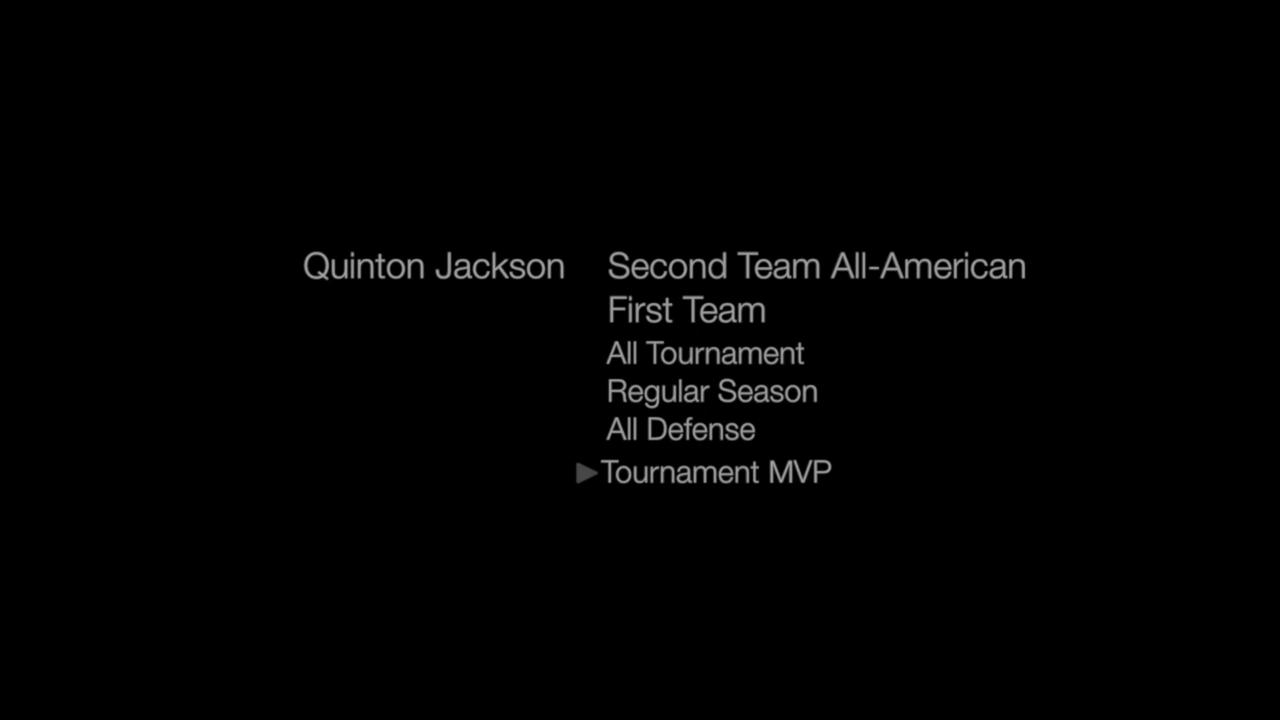 Quinton Jackson Second Team All-American
First Team
All Tournament
Regular Season
All Defense
Tournament MVP